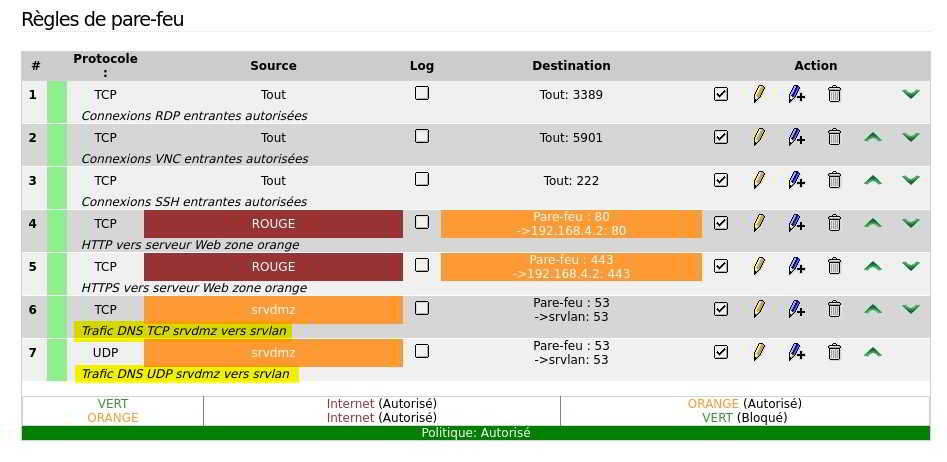 Règles de pare-feu
# Protocole : Source Log Destination Action
1 TCP Tout Tout: 3389
Connexions RDP entrantes autorisées
2 TCP Tout Tout: 5901
Connexions VNC entrantes autorisées
3 TCP Tout Tout: 222
Connexions SSH entrantes autorisées
4 TCP ROUGE Pare-feu : 80
->192.168.4.2: 80
HTTP vers serveur Web zone orange
5 TCP ROUGE Pare-feu : 443
->192.168.4.2: 443
HTTPS vers serveur Web zone orange
6 TCP srvdmz Pare-feu : 53
->srvlan: 53
Trafic DNS TCP srvdmz vers srvlan
7 UDP srvdmz Pare-feu : 53
->srvlan: 53
Trafic DNS UDP srvdmz vers srvlan
VERT Internet (Autorisé) ORANGE (Autorisé)
ORANGE Internet (Autorisé) VERT (Bloqué)
Politique: Autorisé